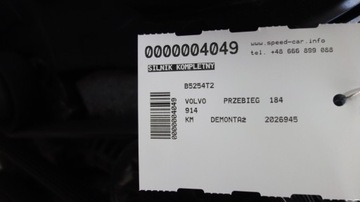 0000004049
www.speed-car.info
tel. +48 666 899 088
SILNIK KOMPLETNY
B5254T2
VOLVO PRZEBIEG 184
914
KM DEMONTAŻ 2026945
0000004049